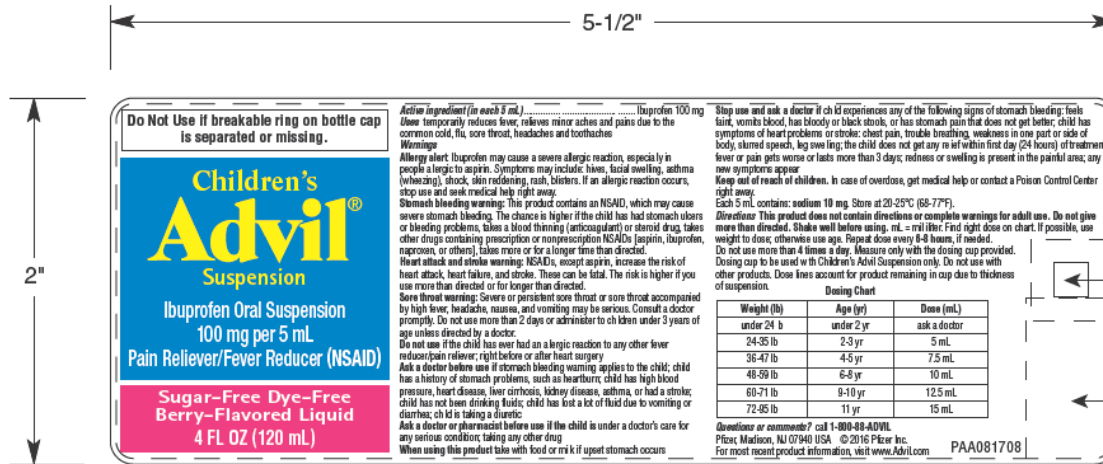 5-1/2"
2"
Do Not Use if breakable ring on bottle cap
is separated or missing.
Children's
Advil®
Suspension
Ibuprofen Oral Suspension
100 mg per 5 mL
Pain Reliever/Fever Reducer (NSAID)
Sugar-Free Dye-Free
Berry-Flavored Liquid
4 FL OZ (120 mL)
Active ingredient (in each 5 mL)............... ...................... ....... Ibuprofen 100 mg
Uses temporarily reduces fever, relieves minor aches and pains due to the
common cold, flu, sore throat, headaches and toothaches
Warnings
Allergy alert: Ibuprofen may cause a severe allergic reaction, especially in
people allergic to aspirin. Symptoms may include: hives, facial swelling, asthma
(wheezing), shock, skin reddening, rash, blisters. If an allergic reaction occurs,
stop use and seek medical help right away.
Stomach bleeding warning: This product contains an NSAID, which may cause
severe stomach bleeding. The chance is higher if the child has had stomach ulcers
or bleeding problems, takes a blood thinning (anticoagulant) or steroid drug, takes
other drugs containing prescription or nonprescription NSAIDs [aspirin, ibuprofen,
naproxen, or others], takes more or for a longer time than directed.
Heart attack and stroke warning: NSAIDs, except aspirin, increase the risk of
heart attack, heart failure, and stroke. These can be fatal. The risk is higher if you
use more than directed or for longer than directed.
Sore throat warning: Severe or persistent sore throat or sore throat accompanied
by high fever, headache, nausea, and vomiting may be serious. Consult a doctor
promptly. Do not use more than 2 days or administer to children under 3 years of
age unless directed by a doctor.
Do not use if the child has ever had an allergic reaction to any other fever
reducer/pain reliever; right before or after heart surgery
Ask a doctor before use if stomach bleeding warning applies to the child; child
has a history of stomach problems, such as heartburn; child has high blood
pressure, heart disease, liver cirrhosis, kidney disease, asthma, or had a stroke;
child has not been drinking fluids; child has lost a lot of fluid due to vomiting or
diarrhea; child is taking a diuretic
Ask a doctor or pharmacist before use if the child is under a doctor's care for
any serious condition; taking any other drug
When using this product take with food or milk if upset stomach occurs
Stop use and ask a doctor if child experiences any of the following signs of stomach bleeding: feels
faint, vomits blood, has bloody or black stools, or has stomach pain that does not get better; child has
symptoms of heart problems or stroke: chest pain, trouble breathing, weakness in one part or side of
body, slurred speech, leg swelling; the child does not get any relief within first day (24 hours) of treatment
fever or pain gets worse or lasts more than 3 days; redness or swelling is present in the painful area; any
new symptoms appear
Keep out of reach of children. In case of overdose, get medical help or contact a Poison Control Center
right away.
Each 5 mL contains: sodium 10 mg. Store at 20-25°C (68-77°F).
Directions This product does not contain directions or complete warnings for adult use. Do not give
more than directed. Shake well before using. mL = milliliter. Find right dose on chart. If possible, use
weight to dose; otherwise use age. Repeat dose every 6-8 hours, if needed.
Do not use more than 4 times a day. Measure only with the dosing cup provided.
Dosing cup to be used with Children's Advil Suspension only. Do not use with
other products. Dose lines account for product remaining in cup due to thickness
of suspension.
Dosing Chart
Weight (lb) Age (yr) Dose (mL)
under 24 lb under 2 yr ask a doctor
24-35 lb 2-3 yr 5 mL
36-47 lb 4-5 yr 7.5 mL
48-59 lb 6-8 yr 10 mL
60-71 lb 9-10 yr 12.5 mL
72-95 lb 11 yr 15 mL
Questions or comments? call 1-800-88-ADVIL
Pfizer, Madison, NJ 07940 USA © 2016 Pfizer Inc.
For most recent product information, visit www.Advil.com
PAA081708